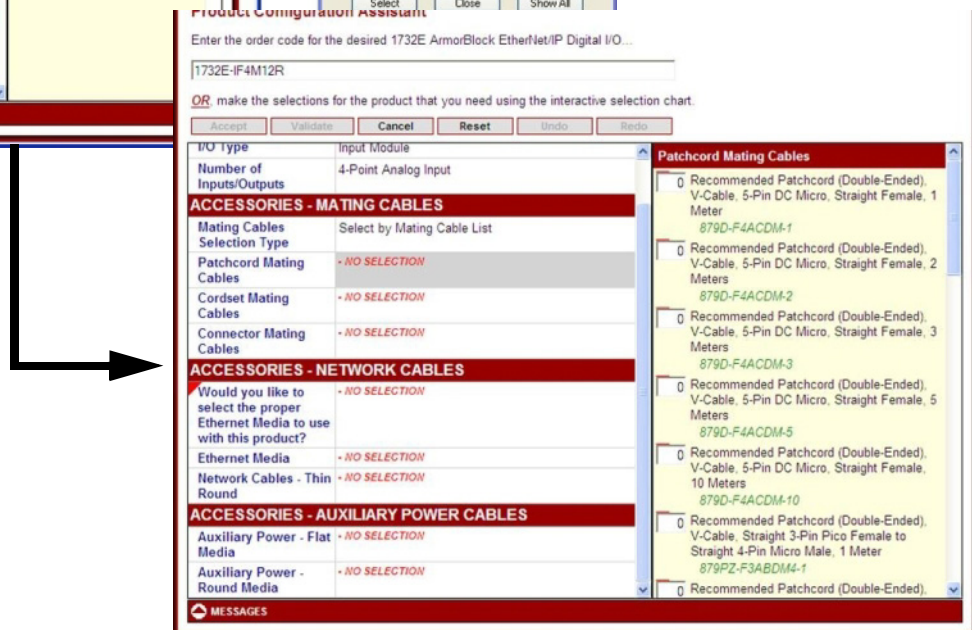 Select Close Show All
Product Configuration Assistant
Enter the order code for the desired 1732E ArmorBlock EtherNet/IP Digital I/O...
1732E-IF4M12R
OR, make the selections for the product that you need using the interactive selection chart.
Accept Validate Cancel Reset Undo Redo
I/O Type Input Module
Number of Inputs/Outputs 4-Point Analog Input
ACCESSORIES - MATING CABLES
Mating Cables Selection Type Select by Mating Cable List
Patchcord Mating Cables - NO SELECTION
Cordset Mating Cables - NO SELECTION
Connector Mating Cables - NO SELECTION
ACCESSORIES - NETWORK CABLES
Would you like to - NO SELECTION
select the proper
Ethernet Media to use
with this product?
Ethernet Media - NO SELECTION
Network Cables - Thin Round - NO SELECTION
ACCESSORIES - AUXILIARY POWER CABLES
Auxiliary Power - Flat Media - NO SELECTION
Auxiliary Power - Round Media - NO SELECTION
Patchcord Mating Cables
0 Recommended Patchcord (Double-Ended),
V-Cable, 5-Pin DC Micro, Straight Female, 1
Meter
879D-F4ACDM-1
0 Recommended Patchcord (Double-Ended),
V-Cable, 5-Pin DC Micro, Straight Female, 2
Meters
879D-F4ACDM-2
0 Recommended Patchcord (Double-Ended),
V-Cable, 5-Pin DC Micro, Straight Female, 3
Meters
879D-F4ACDM-3
0 Recommended Patchcord (Double-Ended),
V-Cable, 5-Pin DC Micro, Straight Female, 5
Meters
879D-F4ACDM-5
0 Recommended Patchcord (Double-Ended),
V-Cable, 5-Pin DC Micro, Straight Female,
10 Meters
879D-F4ACDM-10
0 Recommended Patchcord (Double-Ended),
V-Cable, Straight 3-Pin Pico Female to
Straight 4-Pin Micro Male, 1 Meter
879PZ-F3ABDM4-1
0 Recommended Patchcord (Double-Ended),
MESSAGES